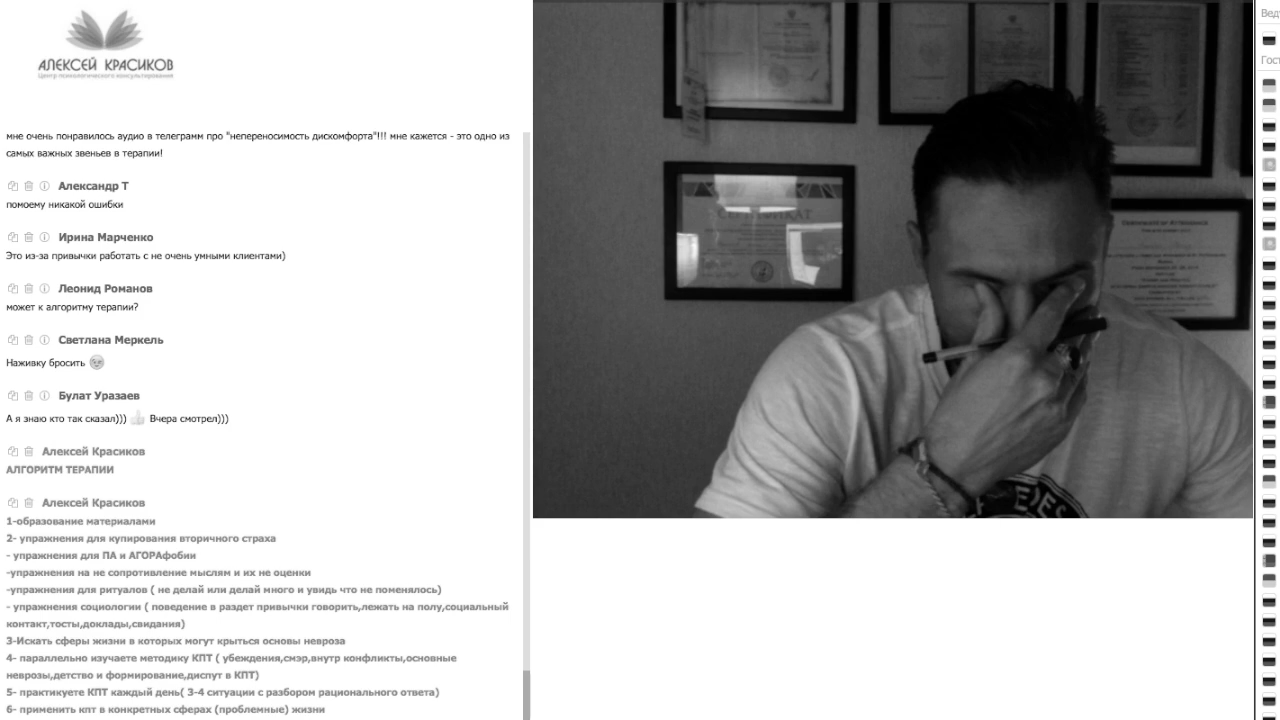 АЛЕКСЕЙ КРАСИКОВ
Центр психологического консультирования
мне очень понравилось аудио в телеграмм про "непереносимость дискомфорта"!!! мне кажется - это одно из
самых важных звеньев в терапии!
Александр Т
помоему никакой ошибки
Ирина Марченко
Это из-за привычки работать с не очень умными клиентами)
Леонид Романов
может к алгоритму терапии?
Светлана Меркель
Наживку бросить
Булат Уразаев
А я знаю кто так сказал))) Вчера смотрел)))
Алексей Красиков
АЛГОРИТМ ТЕРАПИИ
Алексей Красиков
1-образование материалами
2- упражнения для купирования вторичного страха
- упражнения для ПА и АГОРАфобии
-упражнения на не сопротивление мыслям и их не оценки
-упражнения для ритуалов ( не делай или делай много и увидь что не поменялось)
- упражнения социологии ( поведение в раздет привычки говорить,лежать на полу,социальный
контакт,тосты,доклады,свидания)
3-Искать сферы жизни в которых могут крыться основы невроза
4- параллельно изучаете методику КПТ ( убеждения,смэр,внутр конфликты,основные
неврозы,детство и формирование,диспут в КПТ)
5- практикуете КПТ каждый день( 3-4 ситуации с разбором рационального ответа)
6- применить кпт в конкретных сферах (проблемные) жизни
СЕРТИФИКАТ
Вед
Гост